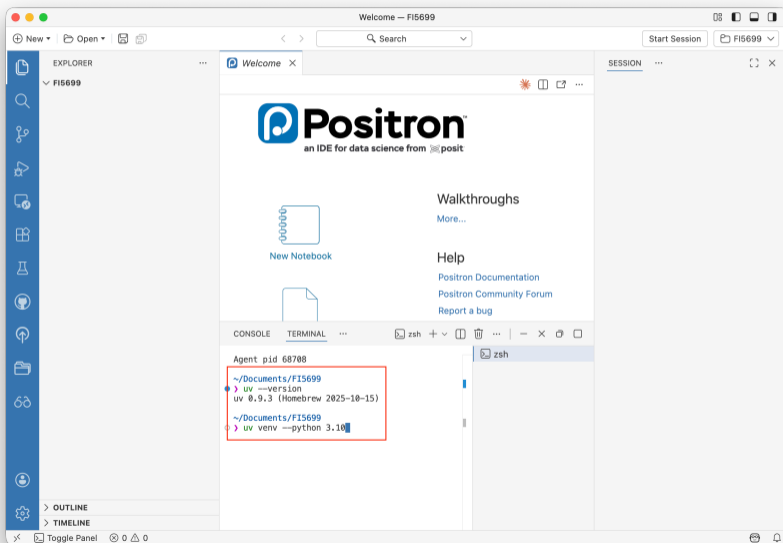 Welcome — FI5699
New
Open
Search
Start Session
FI5699
EXPLORER
FI5699
Welcome
SESSION
Positron™
an IDE for data science from posit
New Notebook
Walkthroughs
More...
Help
Positron Documentation
Positron Community Forum
Report a bug
CONSOLE
TERMINAL
zsh
zsh
Agent pid 68708
~/Documents/FI5699
❯ uv --version
uv 0.9.3 (Homebrew 2025-10-15)
~/Documents/FI5699
❯ uv venv --python 3.10
OUTLINE
TIMELINE
Toggle Panel
0
0